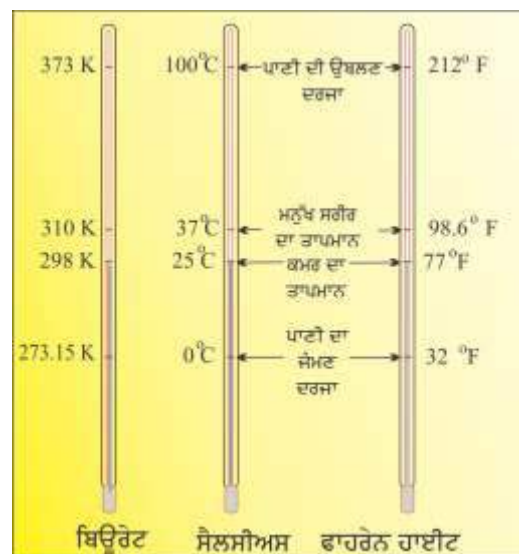 373 K 100°C ਪਾਣੀ ਦੀ ਉਬਲਣ 212° F
ਦਰਜਾ
ਮਨੁੱਖ ਸਰੀਰ
310 K 37°C ਦਾ ਤਾਪਮਾਨ 98.6° F
298 K 25°C ਕਮਰ ਦਾ 77°F
ਤਾਪਮਾਨ
ਪਾਣੀ ਦਾ
273.15 K 0°C ਜੰਮਣ 32 °F
ਦਰਜਾ
ਬਿਊਰੇਟ ਸੈਲਸੀਅਸ ਫਾਹਰੇਨ ਹਾਈਟ